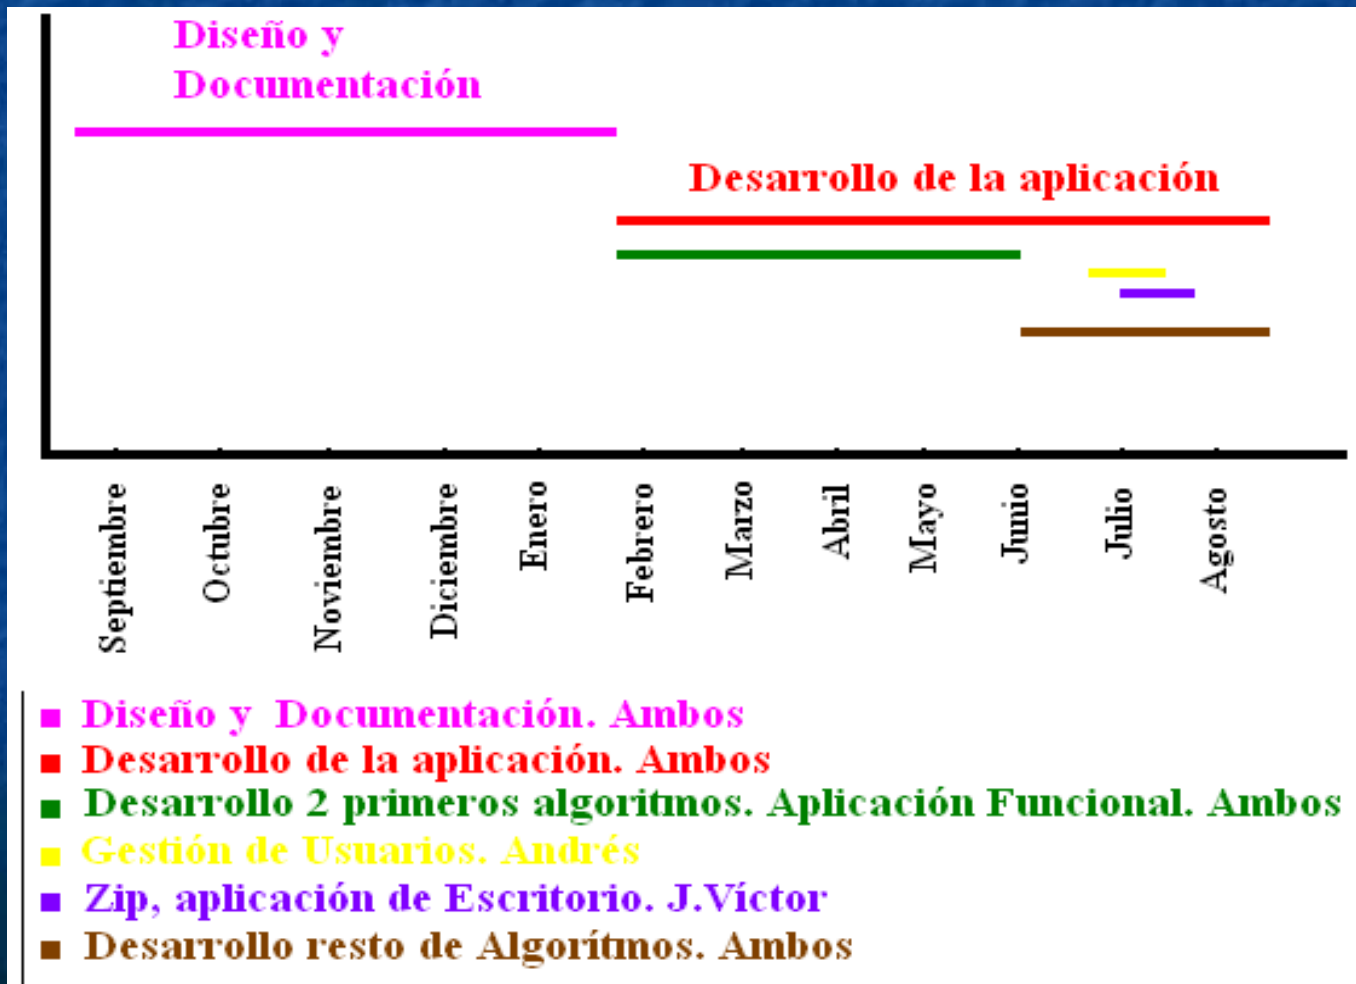 Diseño y
Documentación
Desarrollo de la aplicación
Septiembre
Octubre
Noviembre
Diciembre
Enero
Febrero
Marzo
Abril
Mayo
Junio
Julio
Agosto
Diseño y Documentación. Ambos
Desarrollo de la aplicación. Ambos
Desarrollo 2 primeros algoritmos. Aplicación Funcional. Ambos
Gestión de Usuarios. Andrés
Zip, aplicación de Escritorio. J.Víctor
Desarrollo resto de Algorítmos. Ambos